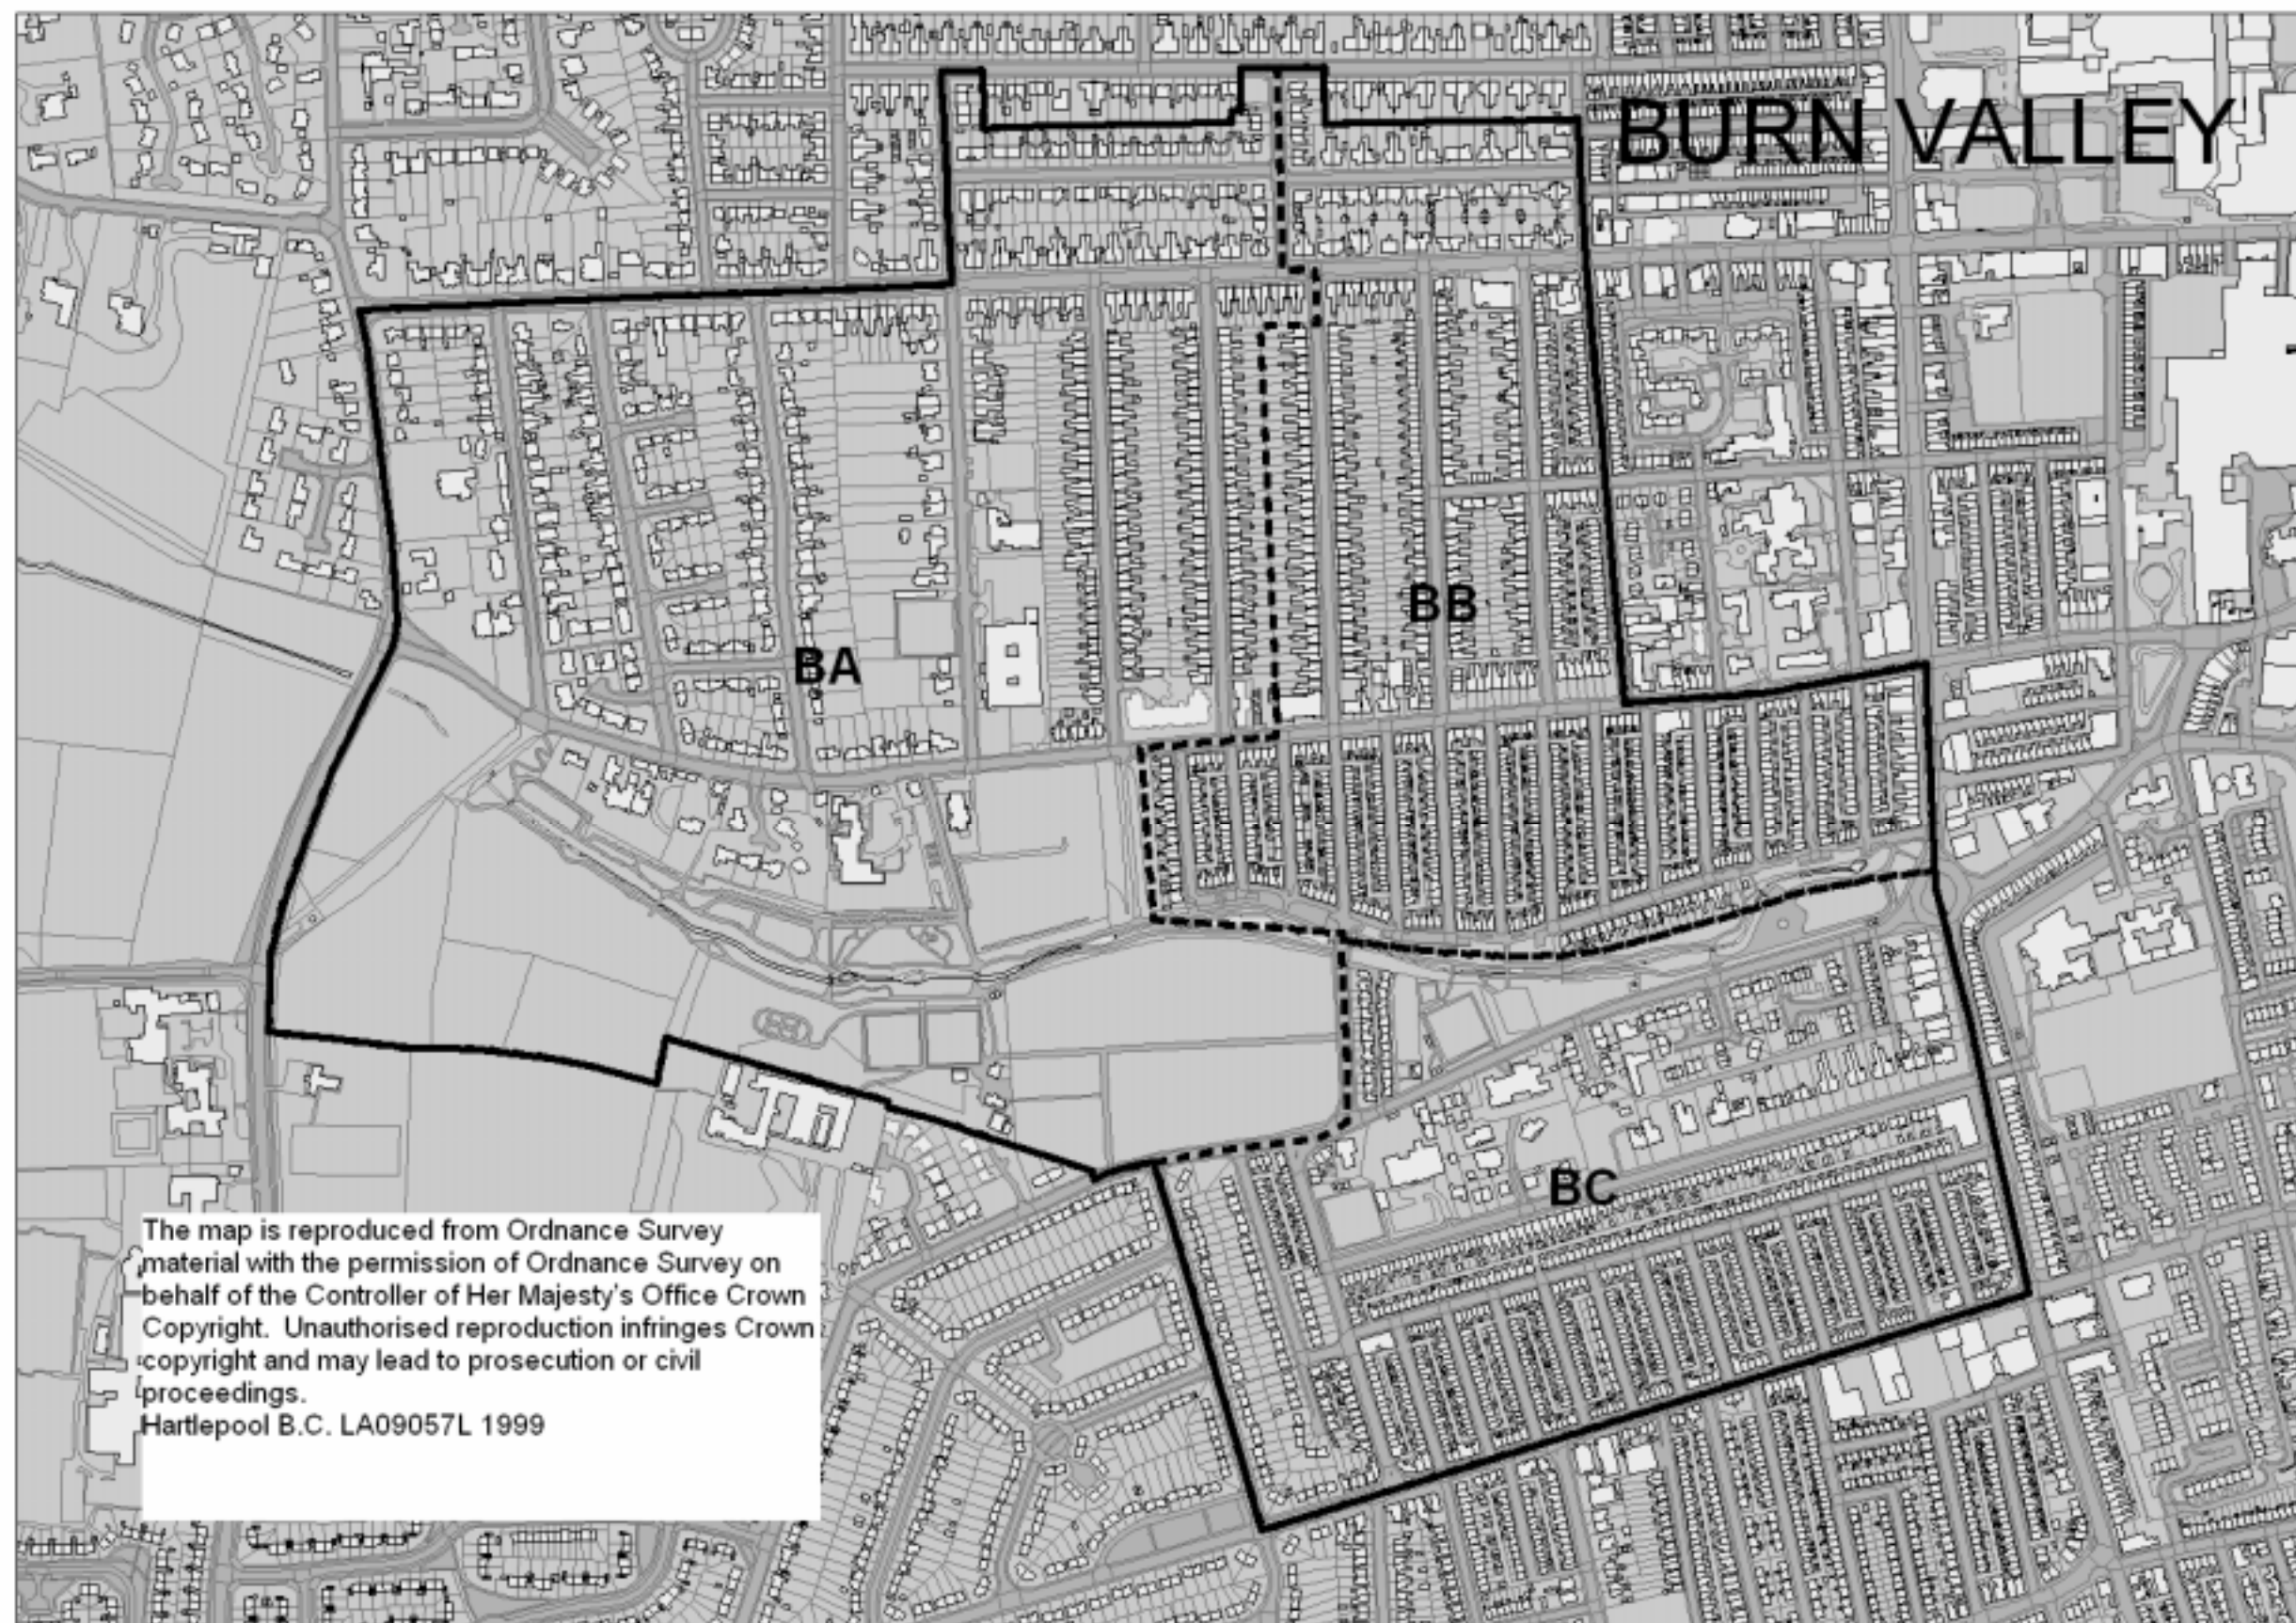 BURN VALLEY
BB
BA
BC
The map is reproduced from Ordnance Survey
material with the permission of Ordnance Survey on
behalf of the Controller of Her Majesty's Office Crown
Copyright.  Unauthorised reproduction infringes Crown
copyright and may lead to prosecution or civil
proceedings.
Hartlepool B.C. LA09057L 1999